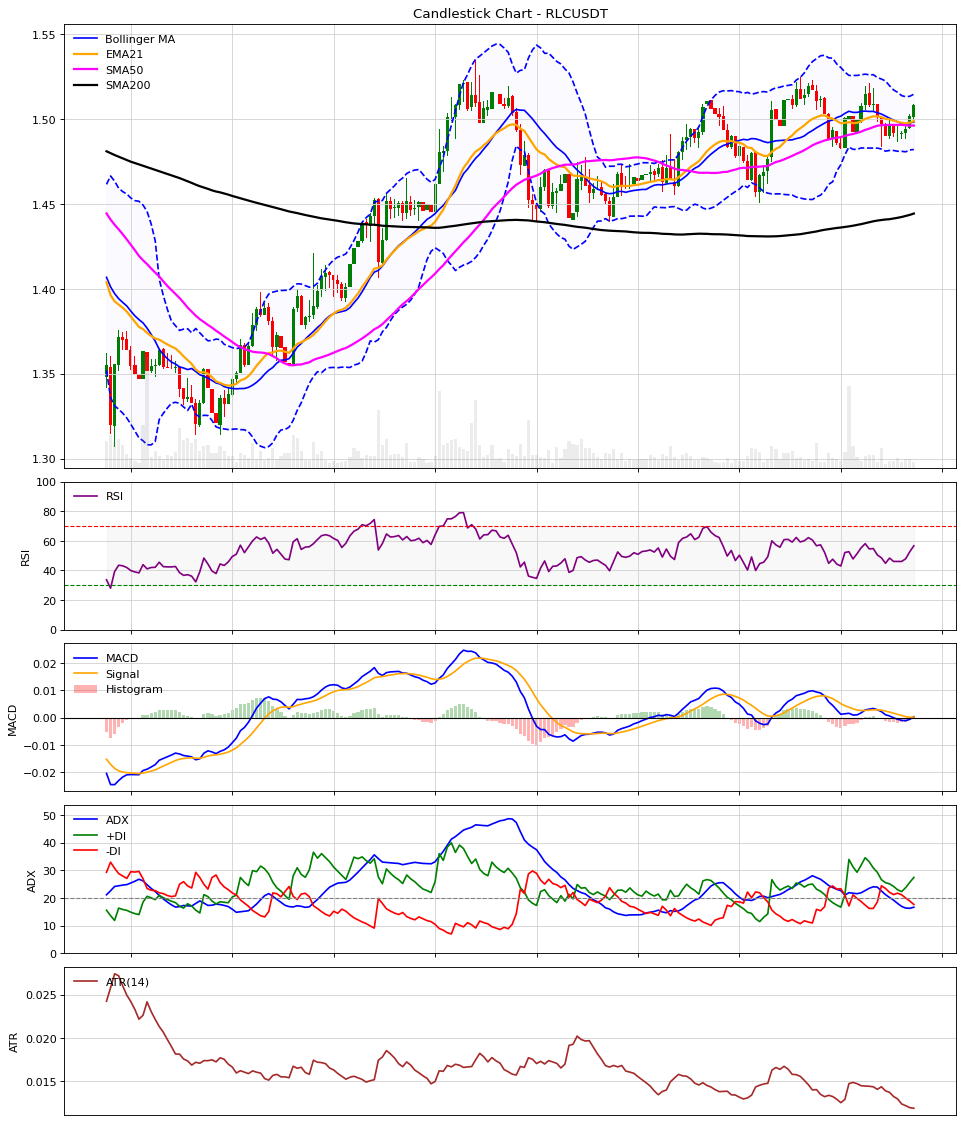 Candlestick Chart - RLCUSDT
Bollinger MA
EMA21
SMA50
SMA200
1.55
1.50
1.45
1.40
1.35
1.30
RSI
RSI
100
80
60
40
20
0
MACD
Signal
Histogram
MACD
0.02
0.01
0.00
−0.01
−0.02
ADX
+DI
-DI
ADX
50
40
30
20
10
0
ATR(14)
ATR
0.025
0.020
0.015